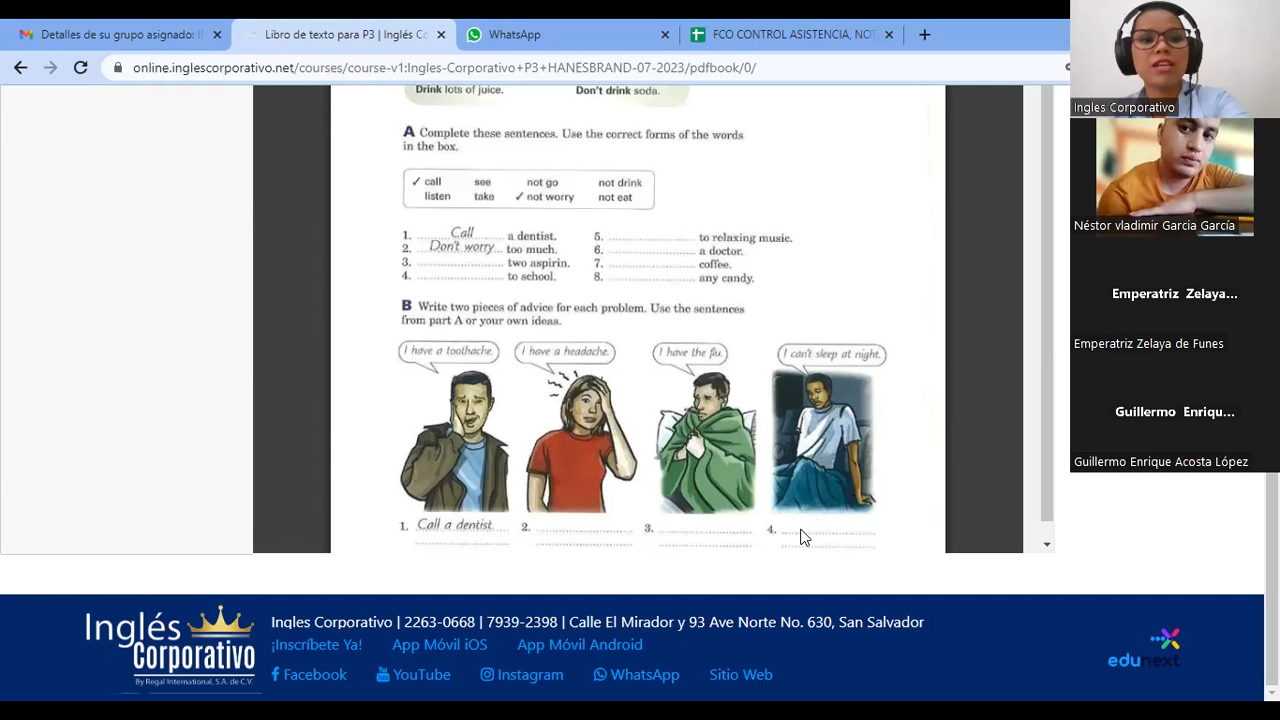 Detalles de su grupo asignado: I
Libro de texto para P3 | Inglés Co
WhatsApp
FCO CONTROL ASISTENCIA, NOT
online.inglescorporativo.net/courses/course-v1:Ingles-Corporativo+P3+HANESBRAND-07-2023/pdfbook/0/
Drink lots of juice. Don't drink soda.
A Complete these sentences. Use the correct forms of the words
in the box.
✓ call see not go not drink
listen take ✓ not worry not eat
1. Call a dentist.
2. Don't worry too much.
3. two aspirin.
4. to school.
5. to relaxing music.
6. a doctor.
7. coffee.
8. any candy.
B Write two pieces of advice for each problem. Use the sentences
from part A or your own ideas.
I have a toothache. I have a headache. I have the flu. I can't sleep at night.
1. Call a dentist. 2. 3. 4.
Ingles Corporativo
Néstor vladimir Garcia García
Emperatriz Zelaya...
Emperatriz Zelaya de Funes
Guillermo Enriqu...
Guillermo Enrique Acosta López
Inglés
Corporativo
By Regal International, S.A. de C.V.
Ingles Corporativo | 2263-0668 | 7939-2398 | Calle El Mirador y 93 Ave Norte No. 630, San Salvador
¡Inscríbete Ya! App Móvil iOS App Móvil Android
Facebook YouTube Instagram WhatsApp Sitio Web
edunext